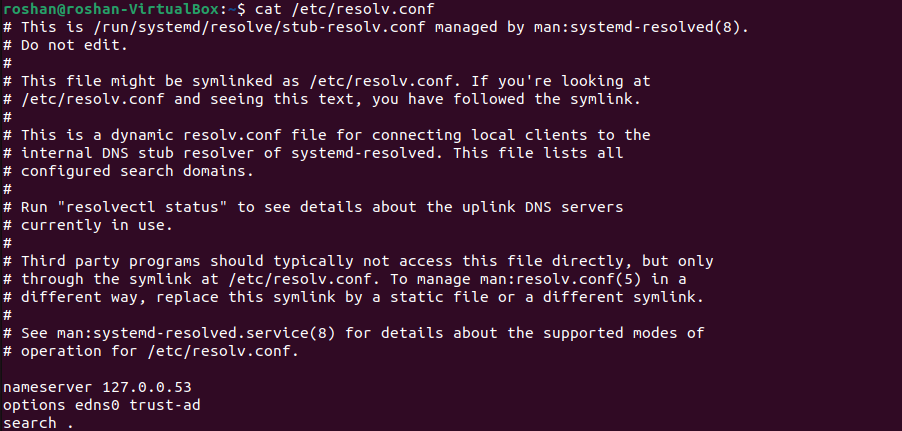 roshan@roshan-VirtualBox:~$ cat /etc/resolv.conf
# This is /run/systemd/resolve/stub-resolv.conf managed by man:systemd-resolved(8).
# Do not edit.
#
# This file might be symlinked as /etc/resolv.conf. If you're looking at
# /etc/resolv.conf and seeing this text, you have followed the symlink.
#
# This is a dynamic resolv.conf file for connecting local clients to the
# internal DNS stub resolver of systemd-resolved. This file lists all
# configured search domains.
#
# Run "resolvectl status" to see details about the uplink DNS servers
# currently in use.
#
# Third party programs should typically not access this file directly, but only
# through the symlink at /etc/resolv.conf. To manage man:resolv.conf(5) in a
# different way, replace this symlink by a static file or a different symlink.
#
# See man:systemd-resolved.service(8) for details about the supported modes of
# operation for /etc/resolv.conf.

nameserver 127.0.0.53
options edns0 trust-ad
search .